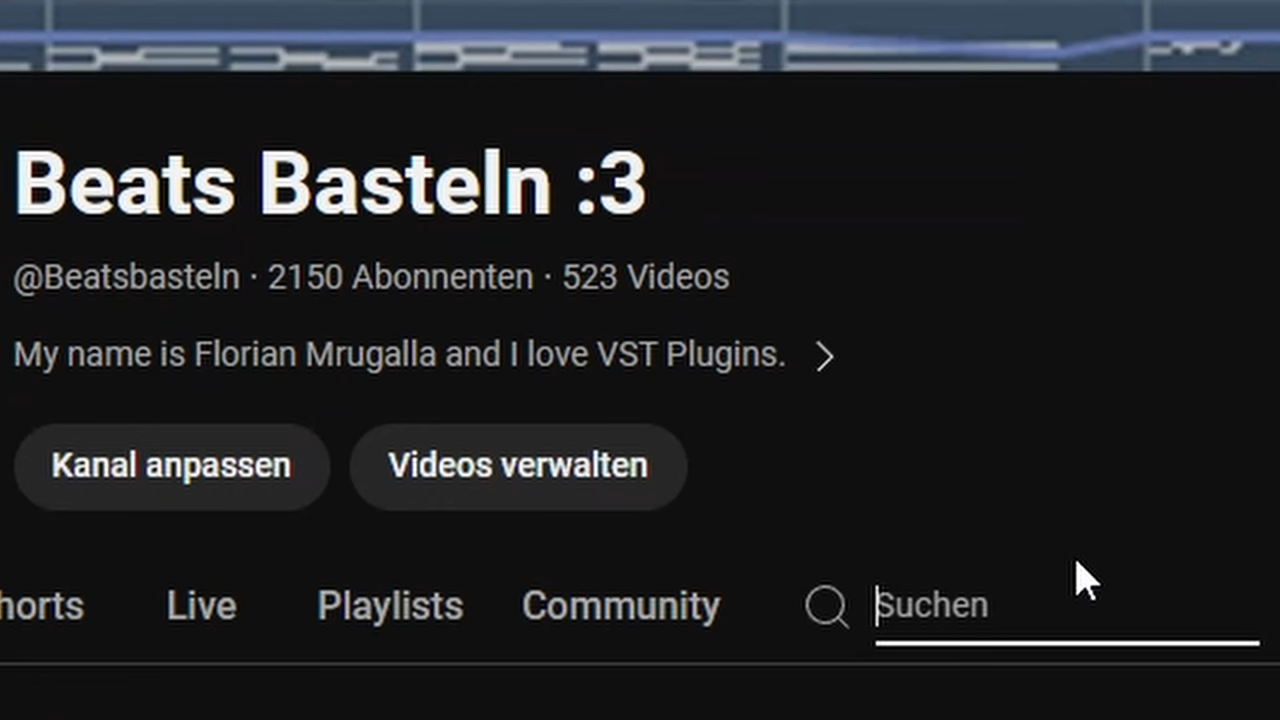 Beats Basteln :3
@Beatsbasteln · 2150 Abonnenten · 523 Videos
My name is Florian Mrugalla and I love VST Plugins.
Kanal anpassen Videos verwalten
horts Live Playlists Community Suchen